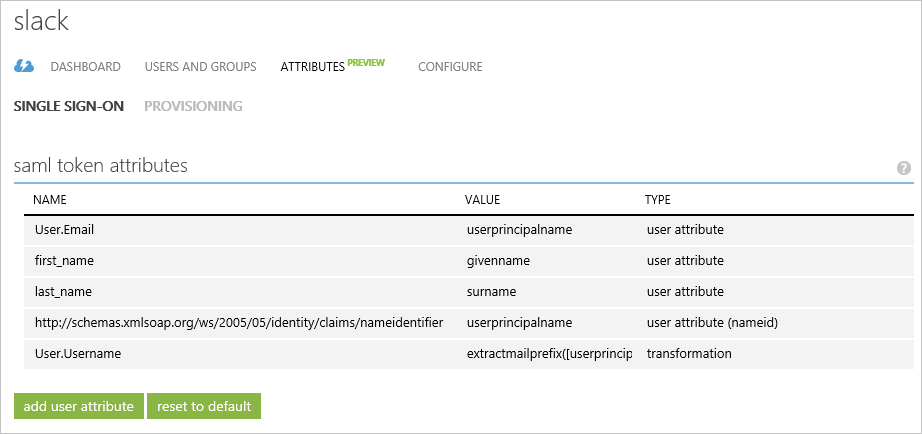 slack
DASHBOARD USERS AND GROUPS ATTRIBUTES PREVIEW CONFIGURE
SINGLE SIGN-ON PROVISIONING
saml token attributes ?
NAME VALUE TYPE
User.Email userprincipalname user attribute
first_name givenname user attribute
last_name surname user attribute
http://schemas.xmlsoap.org/ws/2005/05/identity/claims/nameidentifier userprincipalname user attribute (nameid)
User.Username extractmailprefix([userprincip transformation
add user attribute reset to default